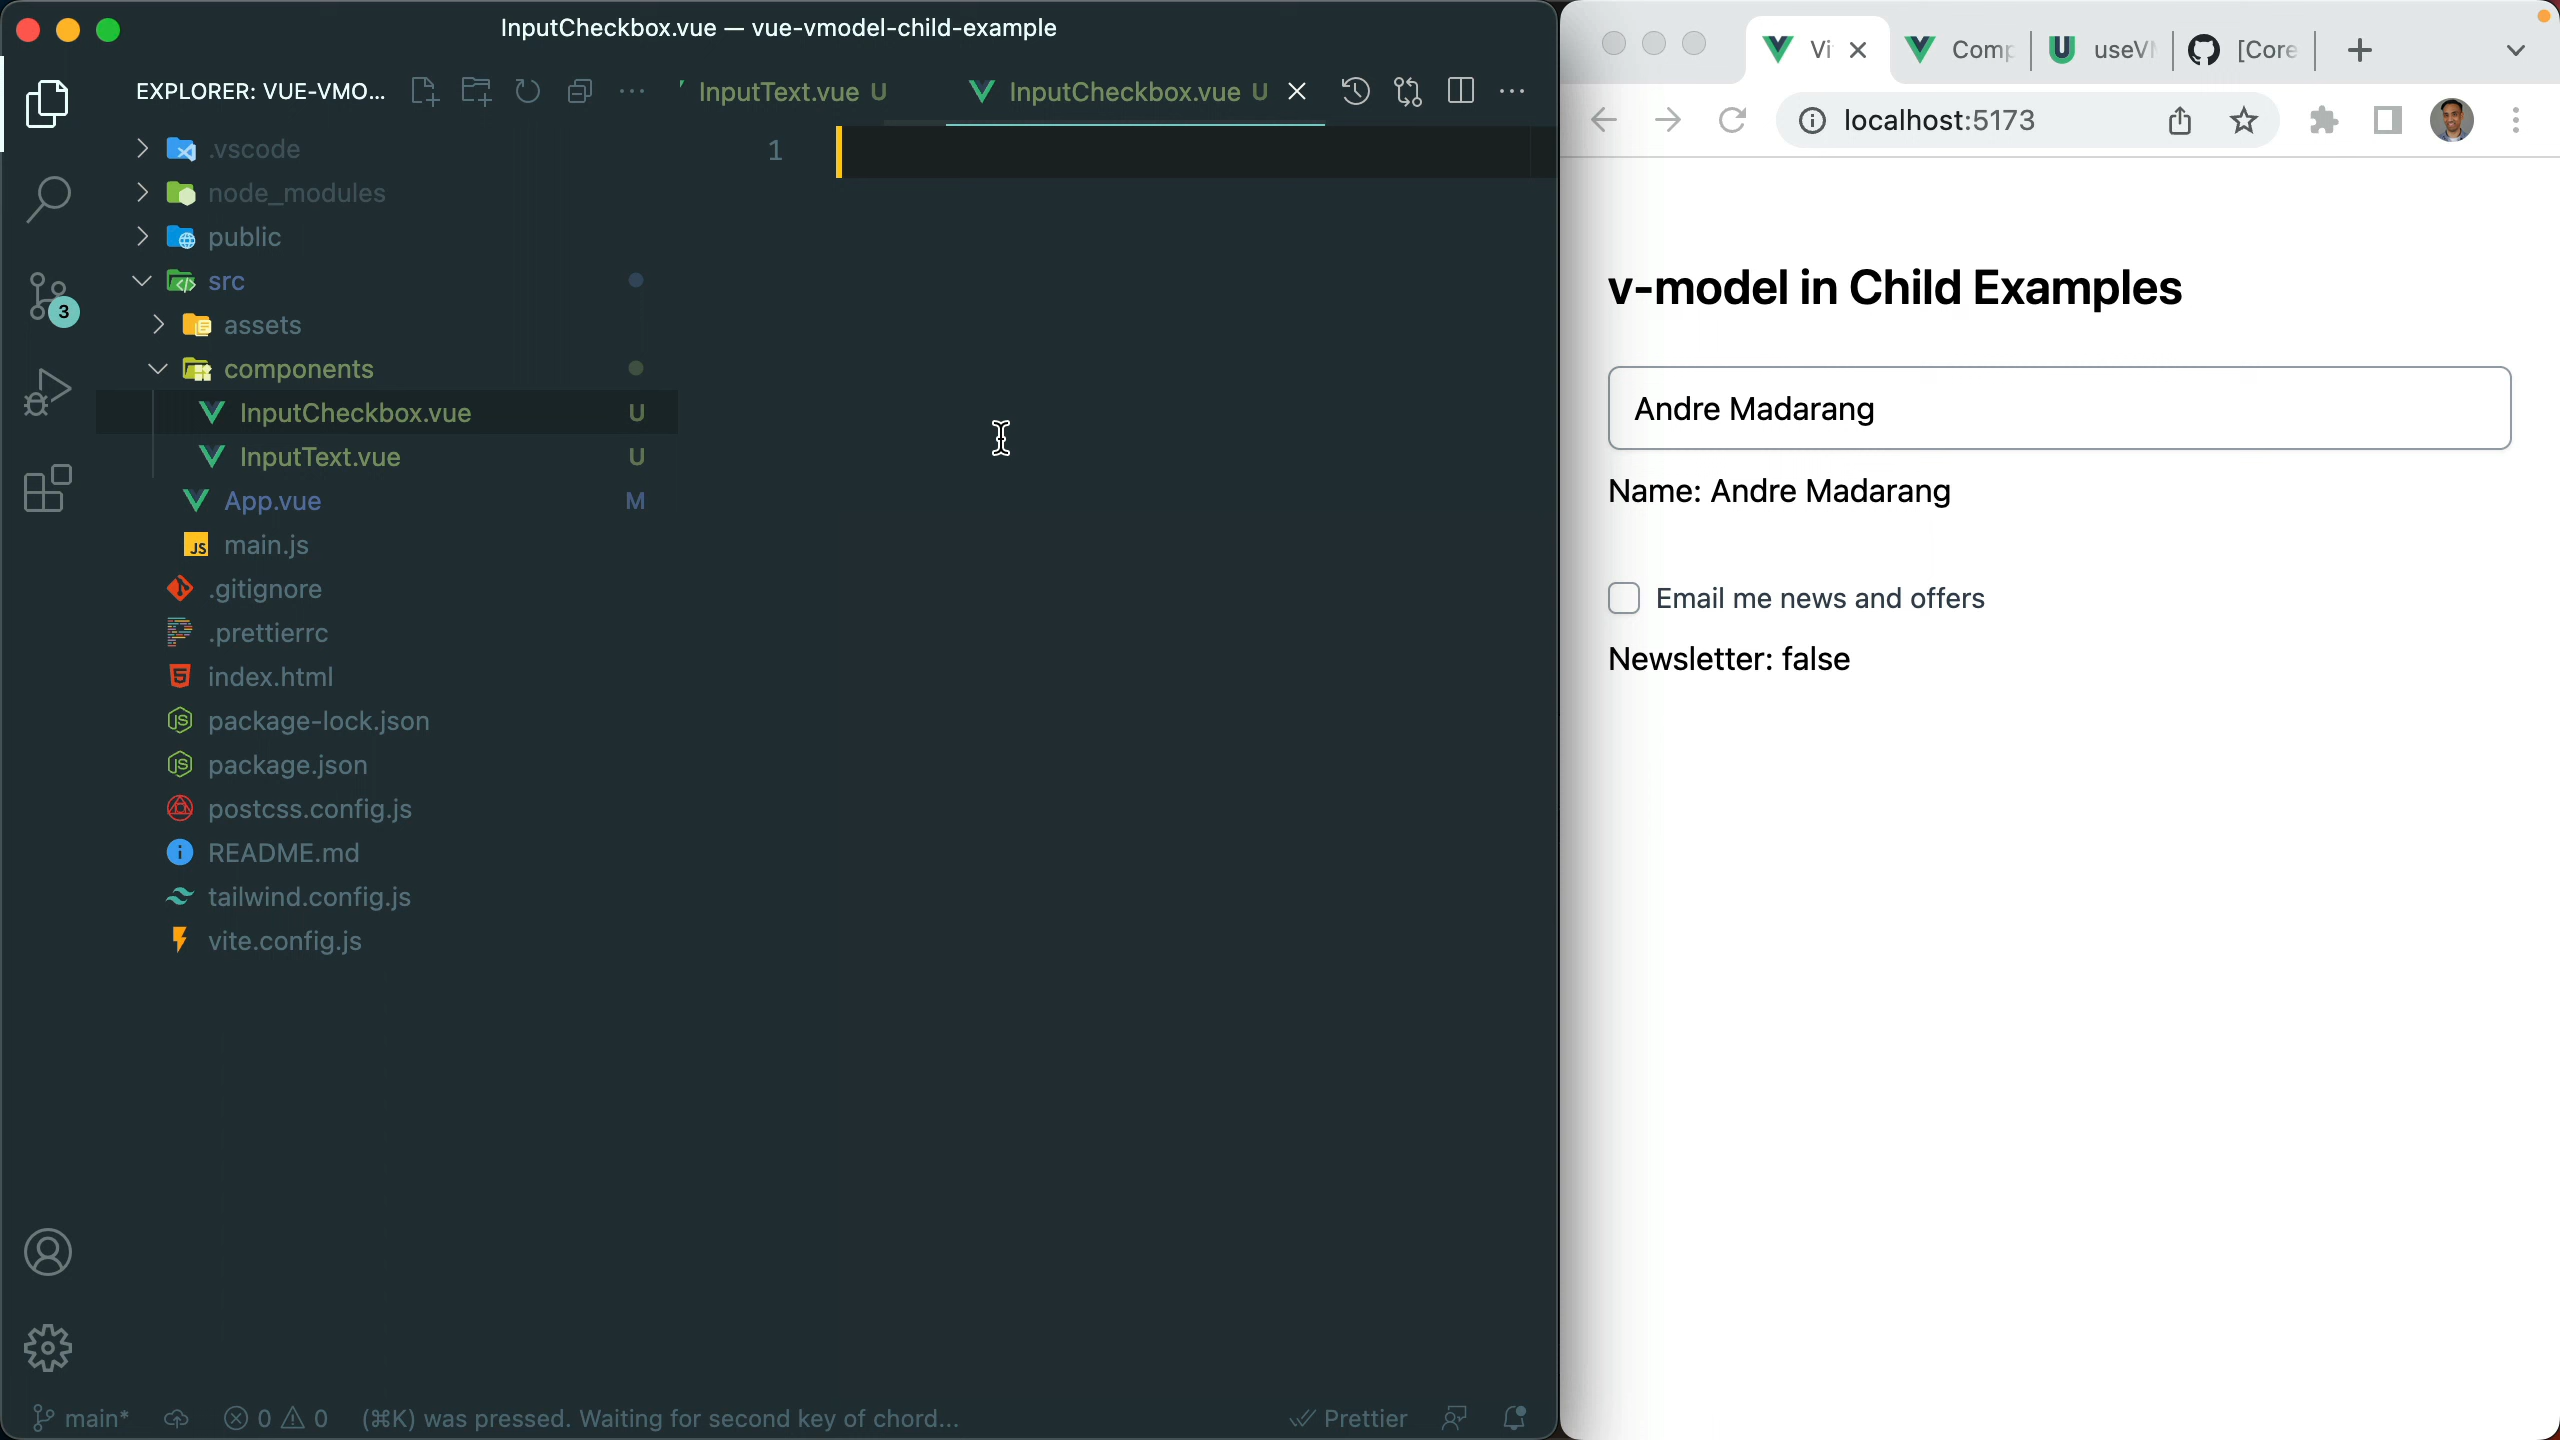 InputCheckbox.vue — vue-vmodel-child-example
EXPLORER: VUE-VMO...
InputText.vue U
InputCheckbox.vue U
1
.vscode
node_modules
public
src
assets
components
InputCheckbox.vue U
InputText.vue U
App.vue M
JS main.js
.gitignore
.prettierrc
index.html
package-lock.json
package.json
postcss.config.js
README.md
tailwind.config.js
vite.config.js
3
main*
0 0
(⌘K) was pressed. Waiting for second key of chord...
Prettier
Vi
Comp
useVM
[Core
localhost:5173
v-model in Child Examples
Andre Madarang
Name: Andre Madarang
Email me news and offers
Newsletter: false